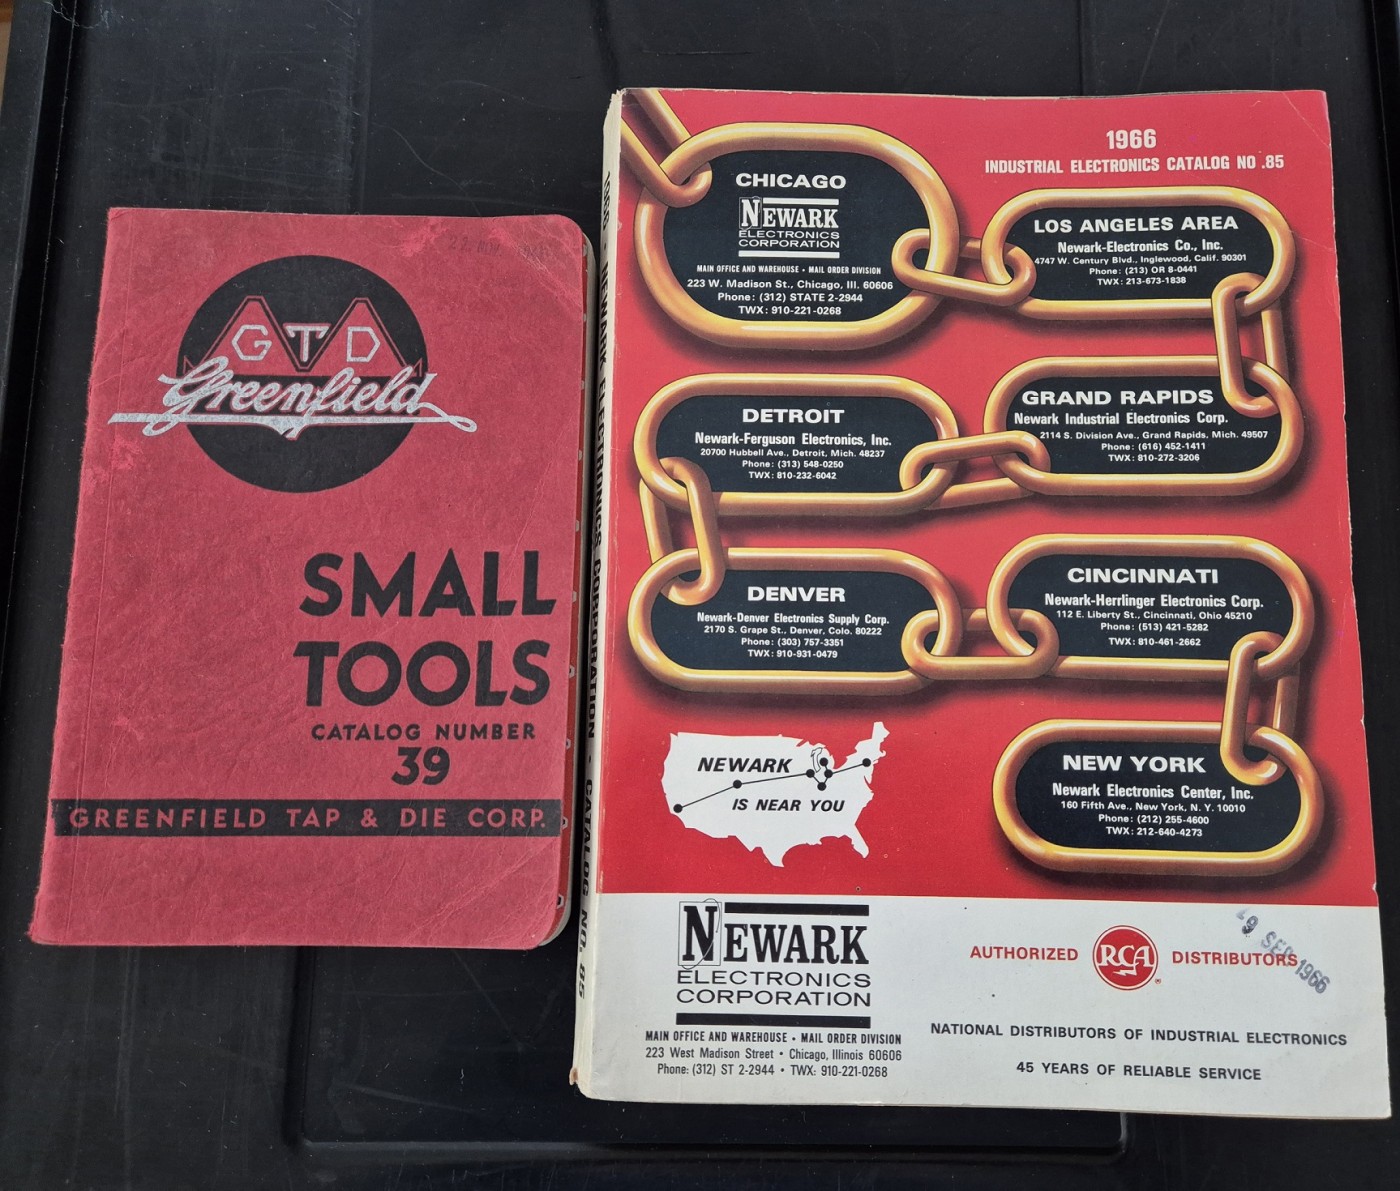 GTD
Greenfield
SMALL
TOOLS
CATALOG NUMBER
39
GREENFIELD TAP & DIE CORP.
NEWARK ELECTRONICS CORPORATION • CATALOG NO. 85
1966
INDUSTRIAL ELECTRONICS CATALOG NO .85
CHICAGO
NEWARK
ELECTRONICS
CORPORATION
MAIN OFFICE AND WAREHOUSE • MAIL ORDER DIVISION
223 W. Madison St., Chicago, Ill. 60606
Phone: (312) STATE 2-2944
TWX: 910-221-0268
LOS ANGELES AREA
Newark-Electronics Co., Inc.
4747 W. Century Blvd., Inglewood, Calif. 90301
Phone: (213) OR 8-0441
TWX: 213-673-1838
DETROIT
Newark-Ferguson Electronics, Inc.
20700 Hubbell Ave., Detroit, Mich. 48237
Phone: (313) 548-0250
TWX: 810-232-6042
GRAND RAPIDS
Newark Industrial Electronics Corp.
2114 S. Division Ave., Grand Rapids, Mich. 49507
Phone: (616) 452-1411
TWX: 810-272-3206
DENVER
Newark-Denver Electronics Supply Corp.
2170 S. Grape St., Denver, Colo. 80222
Phone: (303) 757-3351
TWX: 910-931-0479
CINCINNATI
Newark-Herrlinger Electronics Corp.
112 E. Liberty St., Cincinnati, Ohio 45210
Phone: (513) 421-5282
TWX: 810-461-2662
NEW YORK
Newark Electronics Center, Inc.
160 Fifth Ave., New York, N. Y. 10010
Phone: (212) 255-4600
TWX: 212-640-4273
NEWARK
IS NEAR YOU
NEWARK
ELECTRONICS
CORPORATION
MAIN OFFICE AND WAREHOUSE • MAIL ORDER DIVISION
223 West Madison Street • Chicago, Illinois 60606
Phone: (312) ST 2-2944 • TWX: 910-221-0268
AUTHORIZED RCA DISTRIBUTORS
9 SEP 1966
NATIONAL DISTRIBUTORS OF INDUSTRIAL ELECTRONICS
45 YEARS OF RELIABLE SERVICE